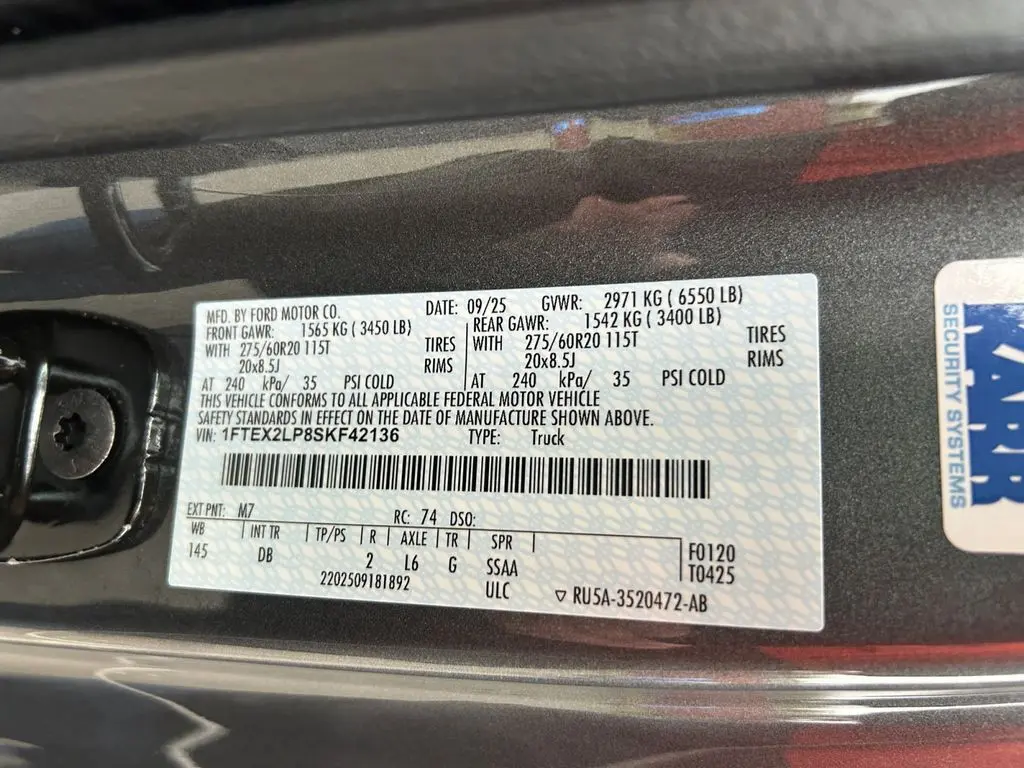 MFD. BY FORD MOTOR CO. DATE: 09/25 GVWR: 2971 KG ( 6550 LB)
FRONT GAWR: 1565 KG ( 3450 LB) REAR GAWR: 1542 KG ( 3400 LB)
WITH 275/60R20 115T TIRES WITH 275/60R20 115T TIRES
20x8.5J RIMS 20x8.5J RIMS
AT 240 kPa/ 35 PSI COLD AT 240 kPa/ 35 PSI COLD
THIS VEHICLE CONFORMS TO ALL APPLICABLE FEDERAL MOTOR VEHICLE
SAFETY STANDARDS IN EFFECT ON THE DATE OF MANUFACTURE SHOWN ABOVE.
VIN: 1FTEX2LP8SKF42136 TYPE: Truck
EXT PNT: M7 RC: 74 DSO:
WB INT TR TP/PS R AXLE TR SPR
145 DB 2 L6 G SSAA F0120
2202509181892 ULC T0425
▽ RU5A-3520472-AB
SECURITY SYSTEMS